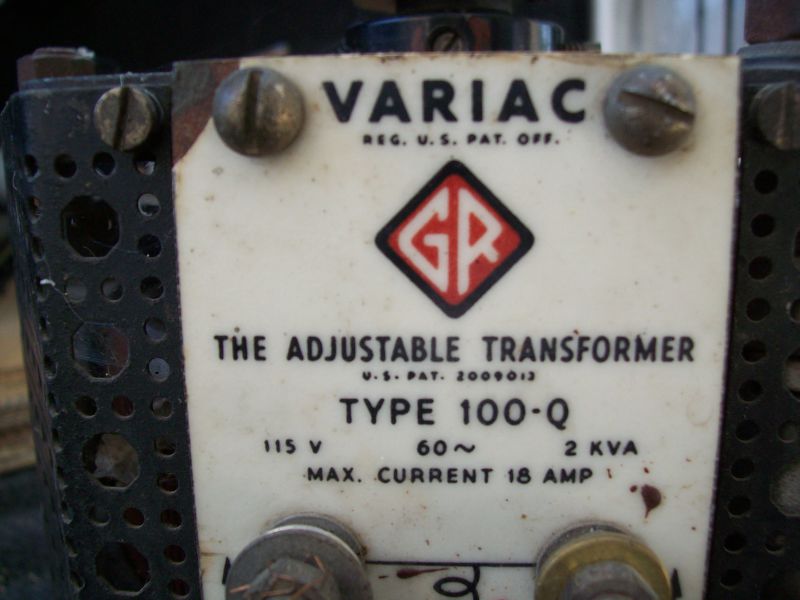 VARIAC
REG. U.S. PAT. OFF.
GR
THE ADJUSTABLE TRANSFORMER
U.S. PAT. 2009013
TYPE 100-Q
115 V 60~ 2 KVA
MAX. CURRENT 18 AMP